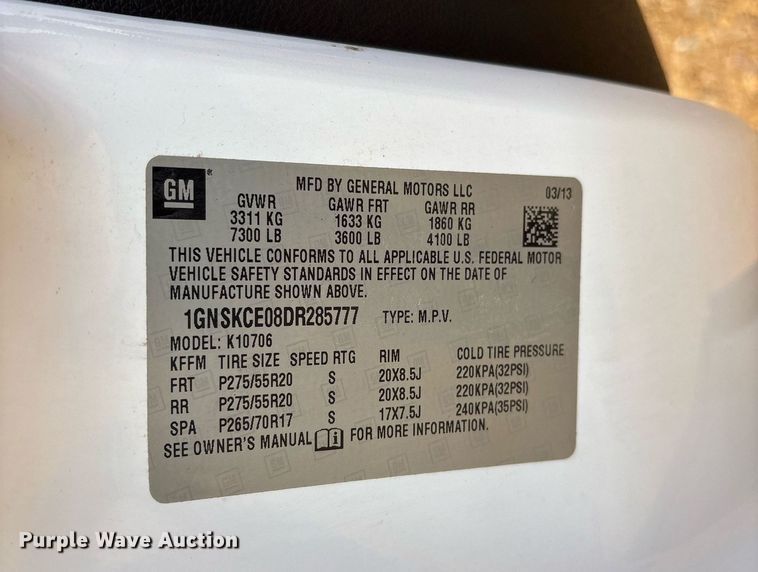 GM
MFD BY GENERAL MOTORS LLC 03/13
GVWR GAWR FRT GAWR RR
3311 KG 1633 KG 1860 KG
7300 LB 3600 LB 4100 LB
THIS VEHICLE CONFORMS TO ALL APPLICABLE U.S. FEDERAL MOTOR
VEHICLE SAFETY STANDARDS IN EFFECT ON THE DATE OF
MANUFACTURE SHOWN ABOVE.
1GNSKCE08DR285777 TYPE: M.P.V.
MODEL: K10706
KFFM TIRE SIZE SPEED RTG RIM COLD TIRE PRESSURE
FRT P275/55R20 S 20X8.5J 220KPA(32PSI)
RR P275/55R20 S 20X8.5J 220KPA(32PSI)
SPA P265/70R17 S 17X7.5J 240KPA(35PSI)
SEE OWNER'S MANUAL FOR MORE INFORMATION.
Purple Wave Auction